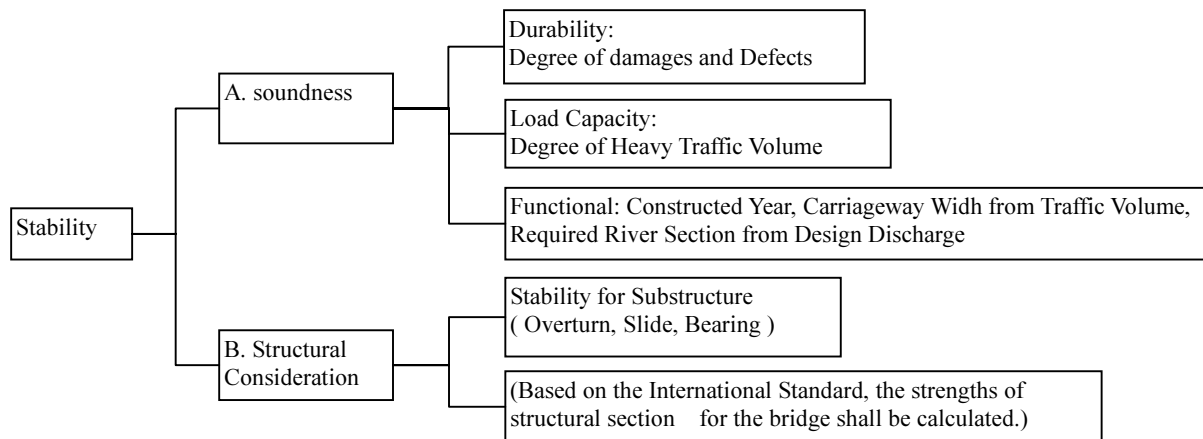 Durability:
Degree of damages and Defects
A. soundness
Load Capacity:
Degree of Heavy Traffic Volume
Functional: Constructed Year, Carriageway Widh from Traffic Volume,
Required River Section from Design Discharge
Stability
Stability for Substructure
( Overturn, Slide, Bearing )
B. Structural
Consideration
(Based on the International Standard, the strengths of
structural section for the bridge shall be calculated.)